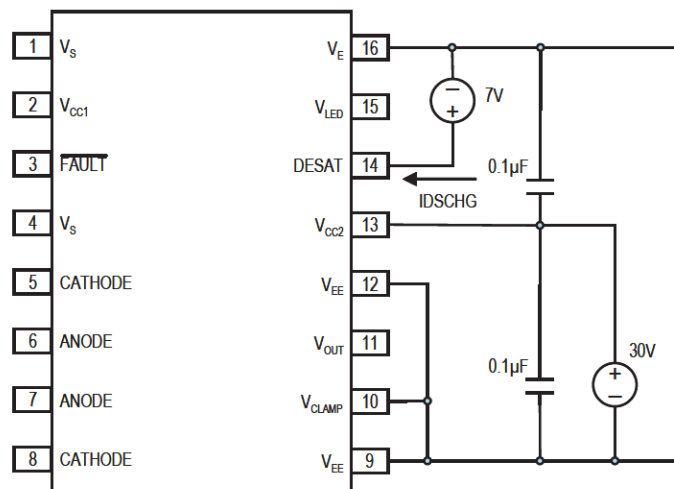 1 VS
VE 16
7V
2 VCC1
VLED 15
3 FAULT
DESAT 14
0.1µF
IDSCHG
4 VS
VCC2 13
5 CATHODE
VEE 12
6 ANODE
VOUT 11
30V
0.1µF
7 ANODE
VCLAMP 10
8 CATHODE
VEE 9